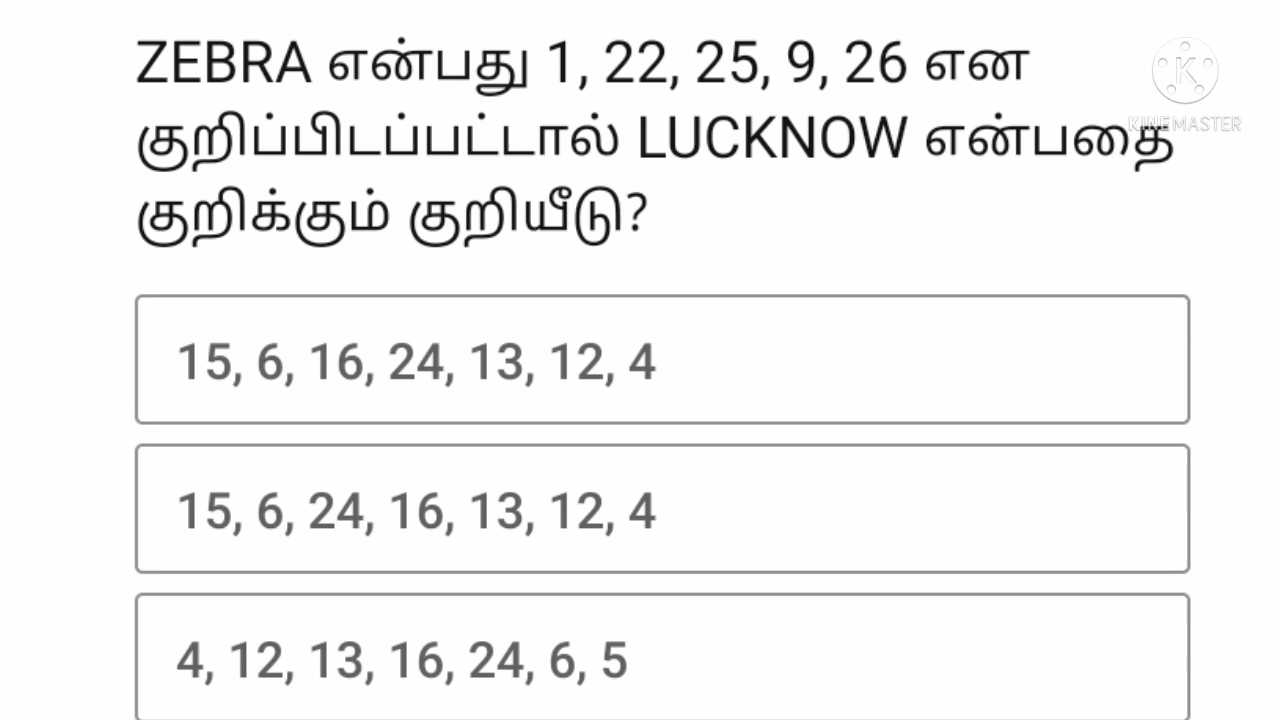 ZEBRA என்பது 1, 22, 25, 9, 26 என
K
KINEMASTER
குறிப்பிடப்பட்டால் LUCKNOW என்பதை
குறிக்கும் குறியீடு?
15, 6, 16, 24, 13, 12, 4
15, 6, 24, 16, 13, 12, 4
4, 12, 13, 16, 24, 6, 5